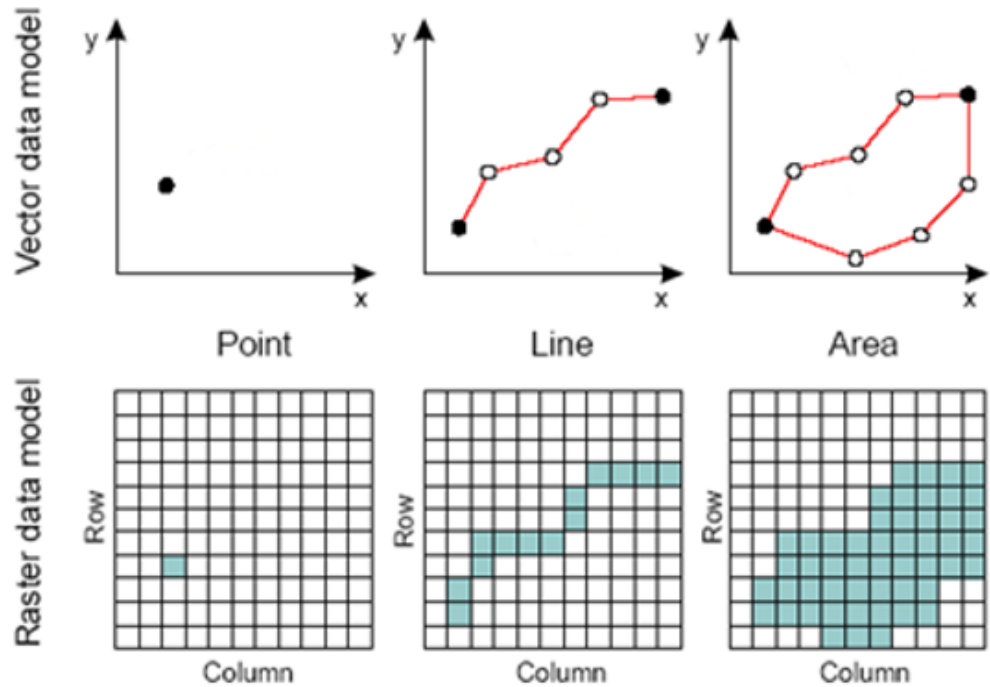 Vector data model
y
x
y
x
y
x
Point
Line
Area
Raster data model
Row
Column
Row
Column
Row
Column